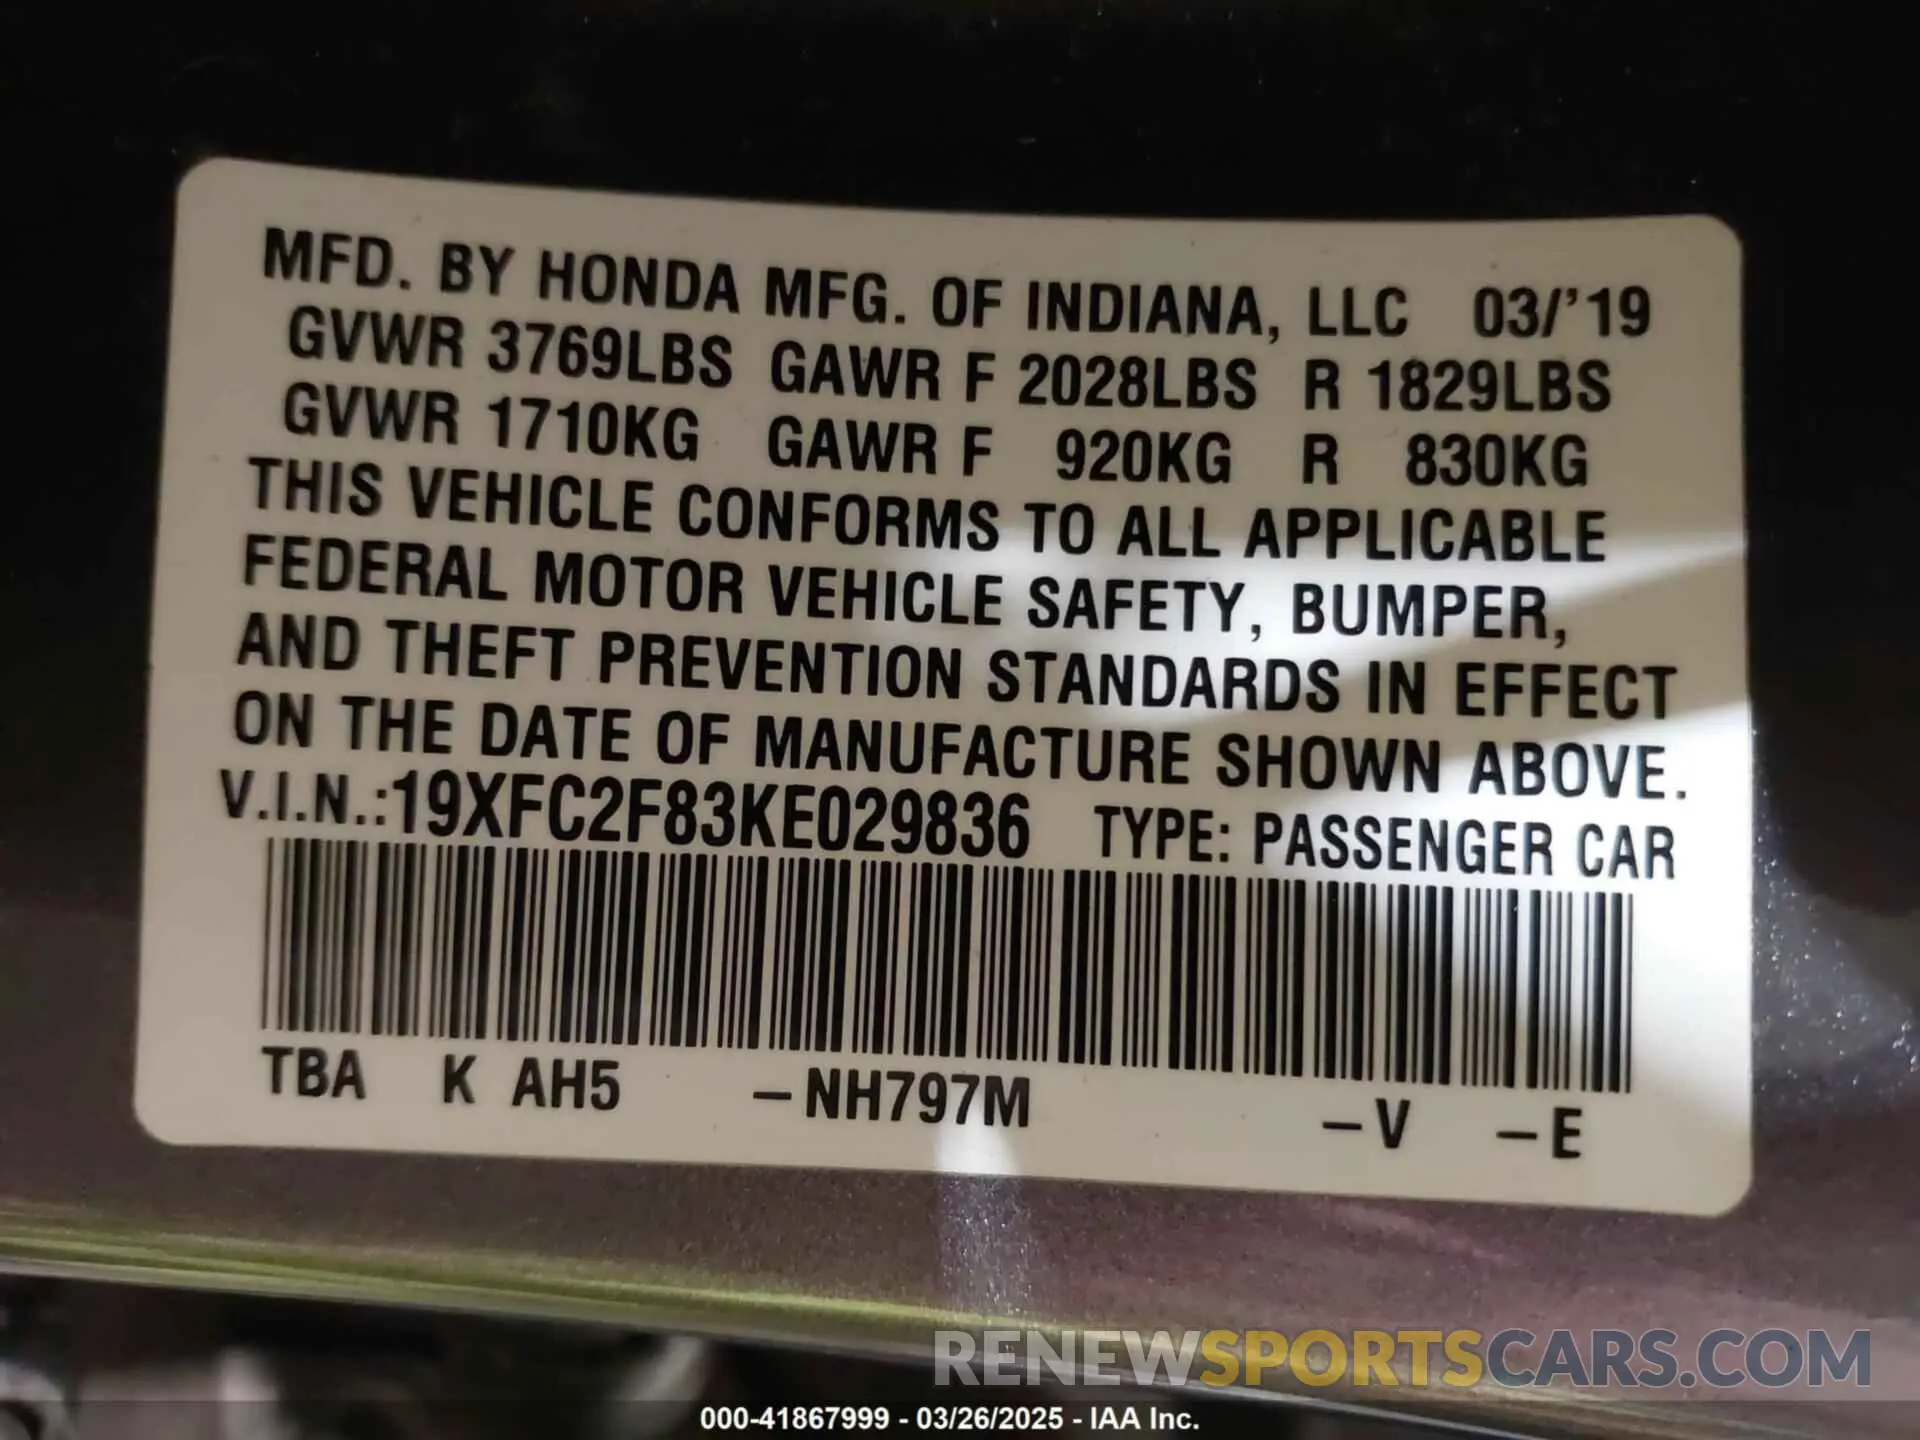 MFD. BY HONDA MFG. OF INDIANA, LLC 03/'19
GVWR 3769LBS GAWR F 2028LBS R 1829LBS
GVWR 1710KG GAWR F 920KG R 830KG
THIS VEHICLE CONFORMS TO ALL APPLICABLE
FEDERAL MOTOR VEHICLE SAFETY, BUMPER,
AND THEFT PREVENTION STANDARDS IN EFFECT
ON THE DATE OF MANUFACTURE SHOWN ABOVE.
V.I.N.:19XFC2F83KE029836 TYPE: PASSENGER CAR
TBA K AH5 –NH797M –V –E
RENEWSPORTSCARS.COM
000-41867999 - 03/26/2025 - IAA Inc.